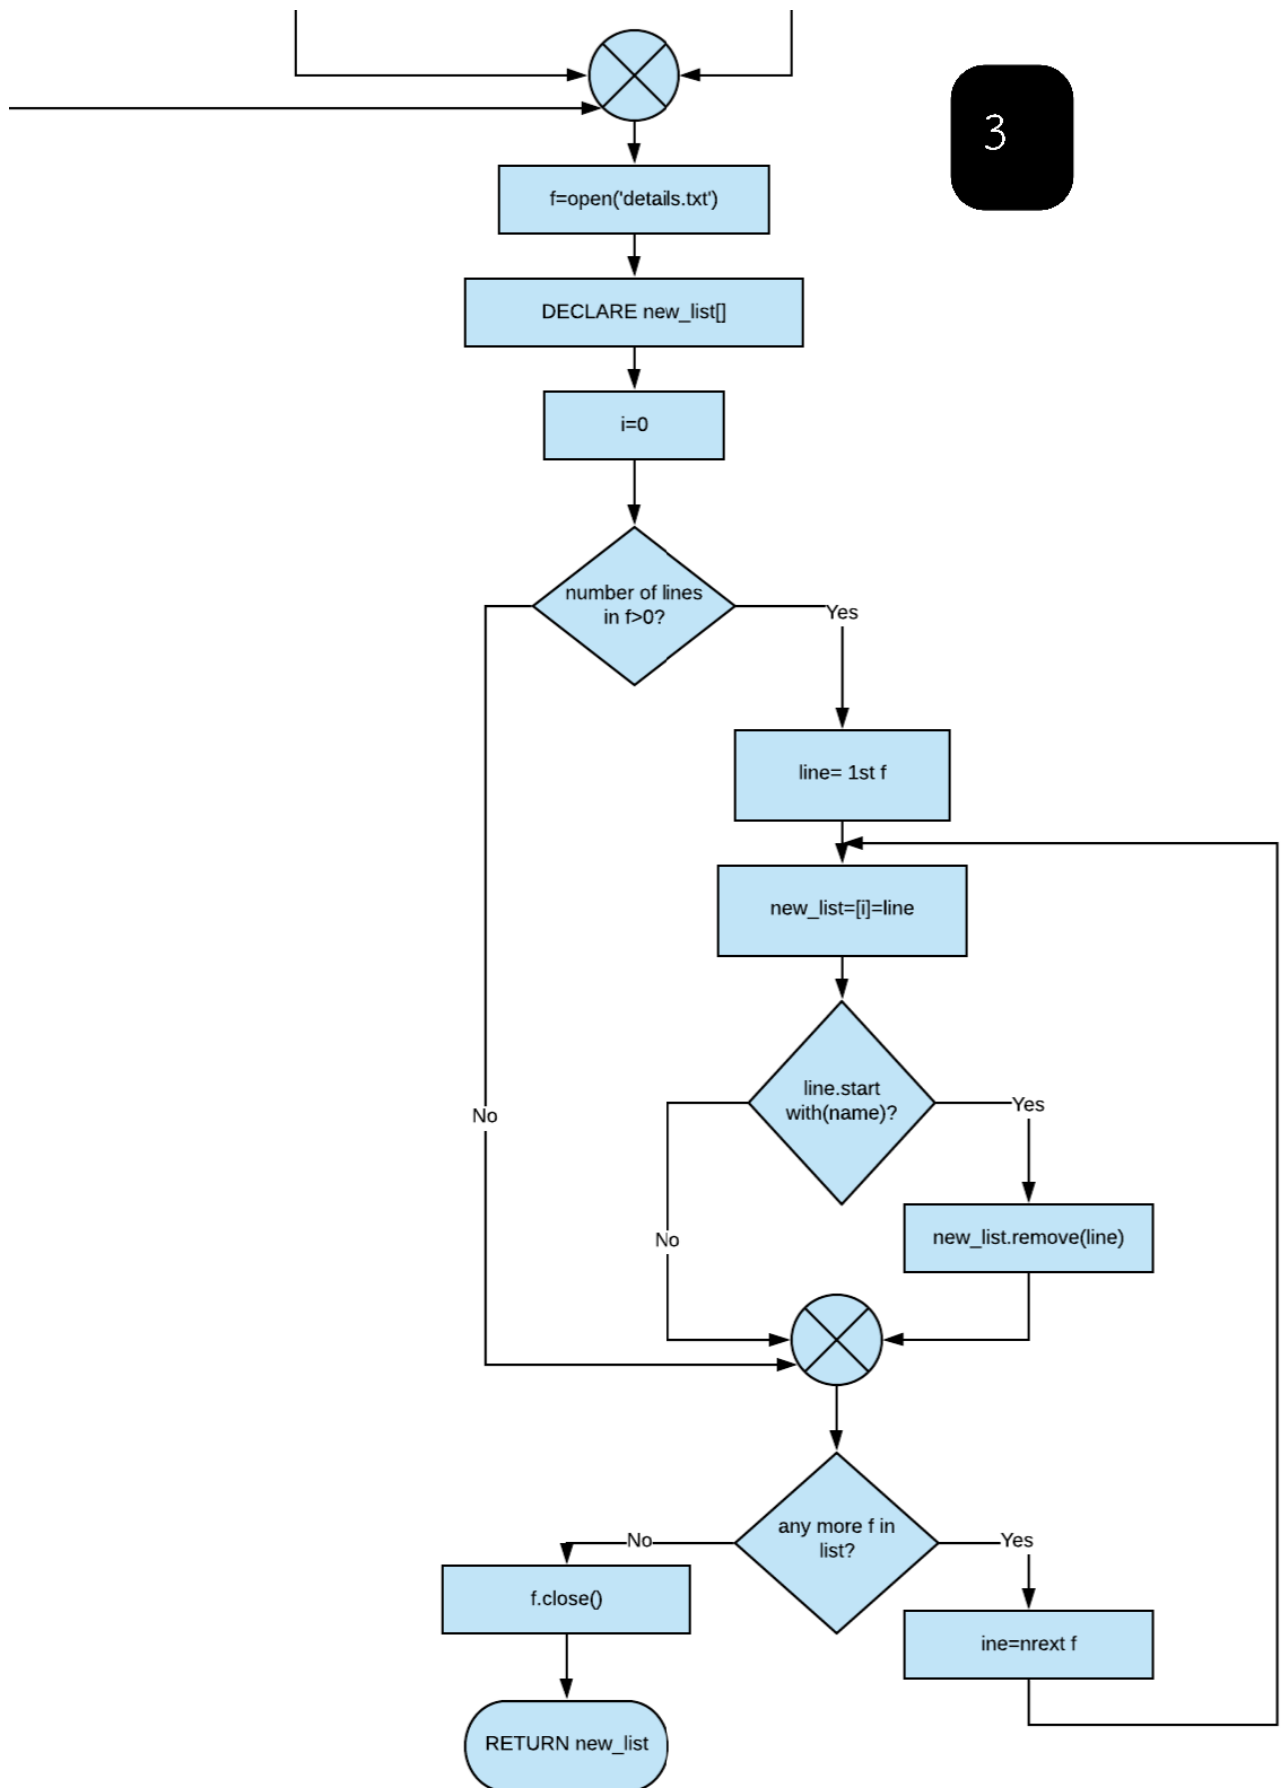 3
f=open('details.txt')
DECLARE new_list[]
i=0
number of lines
in f>0?
Yes
line= 1st f
new_list=[i]=line
line.start
with(name)?
Yes
No
new_list.remove(line)
No
any more f in
list?
No
Yes
f.close()
ine=nrext f
RETURN new_list